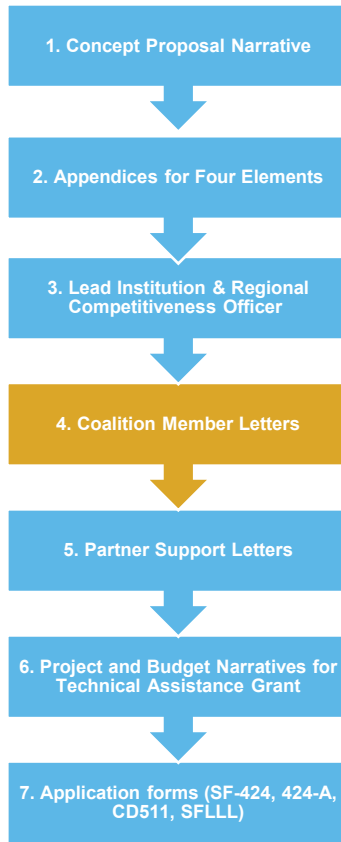 1. Concept Proposal Narrative
2. Appendices for Four Elements
3. Lead Institution & Regional
Competitiveness Officer
4. Coalition Member Letters
5. Partner Support Letters
6. Project and Budget Narratives for
Technical Assistance Grant
7. Application forms (SF-424, 424-A,
CD511, SFLLL)